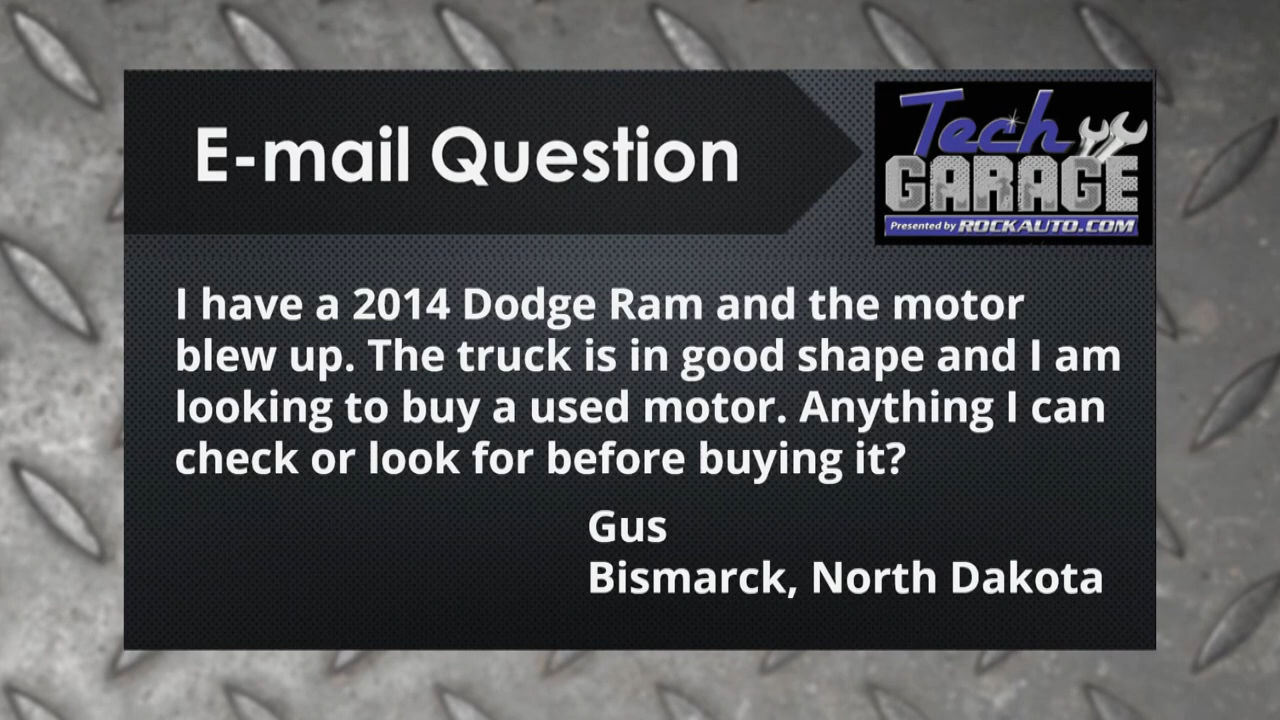 E-mail Question
Tech
GARAGE
Presented by ROCKAUTO.COM
I have a 2014 Dodge Ram and the motor
blew up. The truck is in good shape and I am
looking to buy a used motor. Anything I can
check or look for before buying it?
Gus
Bismarck, North Dakota